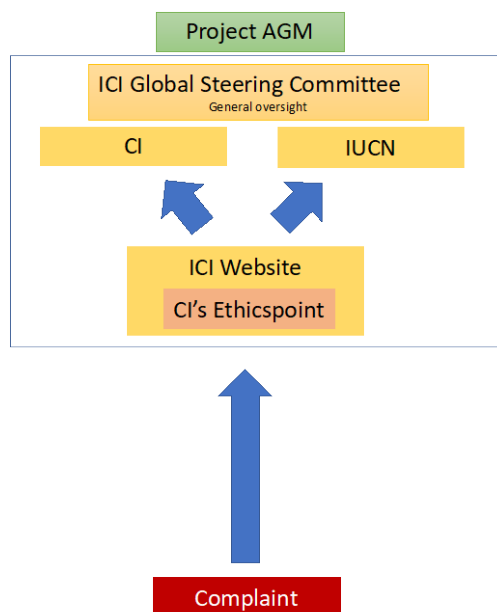 Project AGM
ICI Global Steering Committee
General oversight
CI
IUCN
ICI Website
CI's Ethicspoint
Complaint